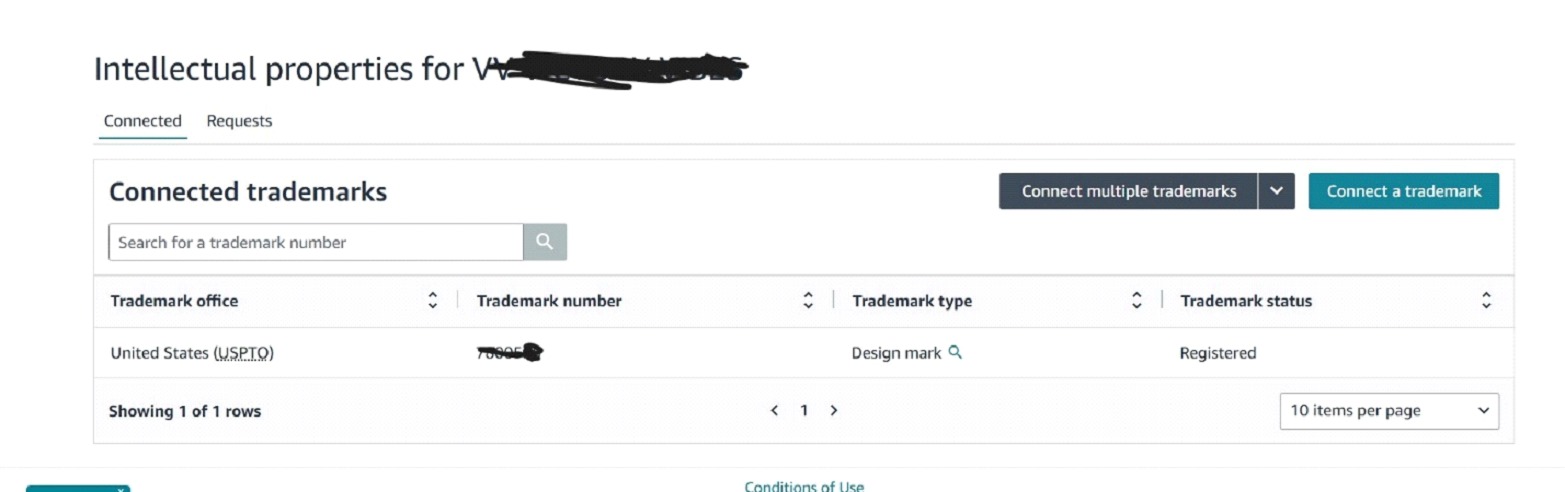 Intellectual properties for
Connected Requests
Connected trademarks
Connect multiple trademarks Connect a trademark
Search for a trademark number
Trademark office Trademark number Trademark type Trademark status
United States (USPTO) Design mark Registered
Showing 1 of 1 rows < 1 > 10 items per page
Conditions of Use